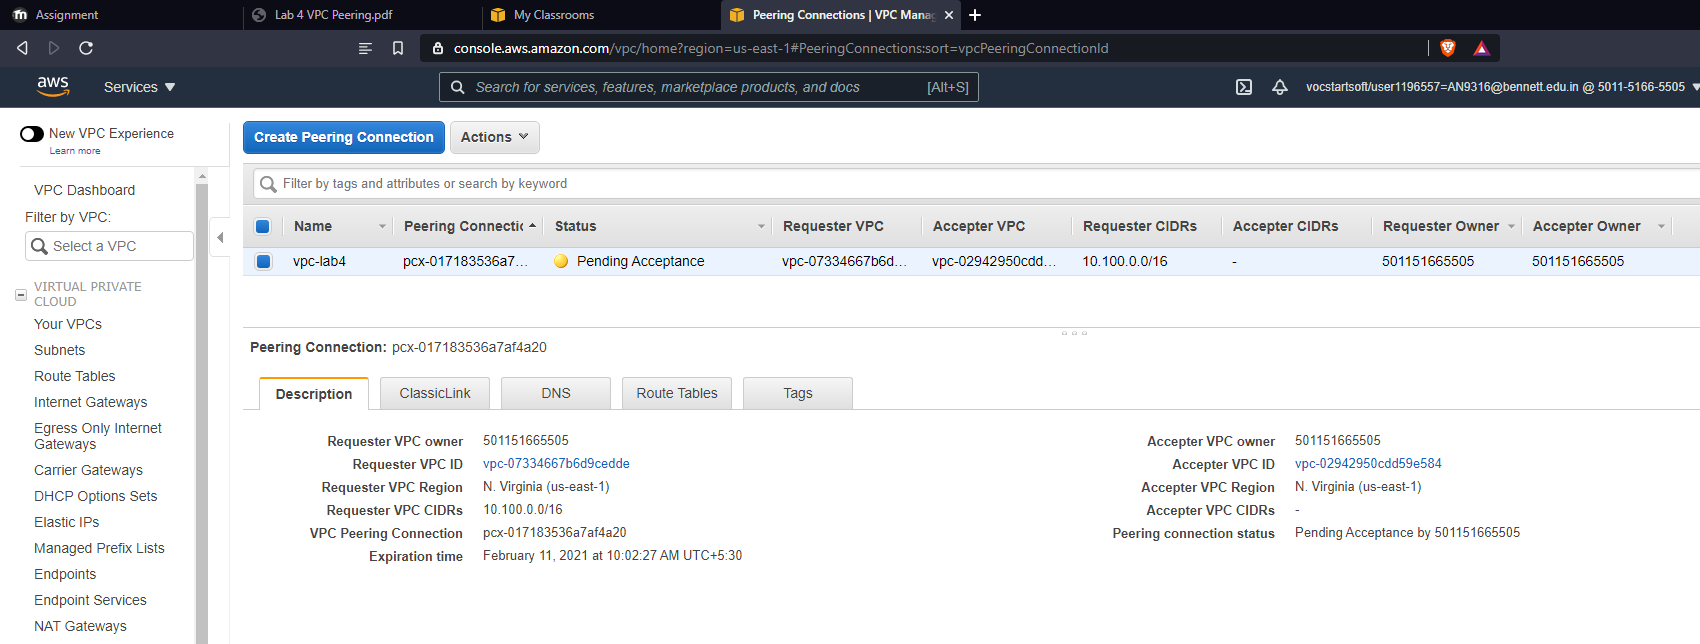 Assignment
Lab 4 VPC Peering.pdf
My Classrooms
Peering Connections | VPC Mana
console.aws.amazon.com/vpc/home?region=us-east-1#PeeringConnections:sort=vpcPeeringConnectionId
aws
Services
Search for services, features, marketplace products, and docs [Alt+S]
vocstartsoft/user1196557=AN9316@bennett.edu.in @ 5011-5166-5505
New VPC Experience
Learn more
VPC Dashboard
Filter by VPC:
Select a VPC
VIRTUAL PRIVATE
CLOUD
Your VPCs
Subnets
Route Tables
Internet Gateways
Egress Only Internet
Gateways
Carrier Gateways
DHCP Options Sets
Elastic IPs
Managed Prefix Lists
Endpoints
Endpoint Services
NAT Gateways
Create Peering Connection Actions
Filter by tags and attributes or search by keyword
Name Peering Connectic Status Requester VPC Accepter VPC Requester CIDRs Accepter CIDRs Requester Owner Accepter Owner
vpc-lab4 pcx-017183536a7... Pending Acceptance vpc-07334667b6d... vpc-02942950cdd... 10.100.0.0/16 - 501151665505 501151665505
Peering Connection: pcx-017183536a7af4a20
Description ClassicLink DNS Route Tables Tags
Requester VPC owner 501151665505
Requester VPC ID vpc-07334667b6d9cedde
Requester VPC Region N. Virginia (us-east-1)
Requester VPC CIDRs 10.100.0.0/16
VPC Peering Connection pcx-017183536a7af4a20
Expiration time February 11, 2021 at 10:02:27 AM UTC+5:30
Accepter VPC owner 501151665505
Accepter VPC ID vpc-02942950cdd59e584
Accepter VPC Region N. Virginia (us-east-1)
Accepter VPC CIDRs -
Peering connection status Pending Acceptance by 501151665505